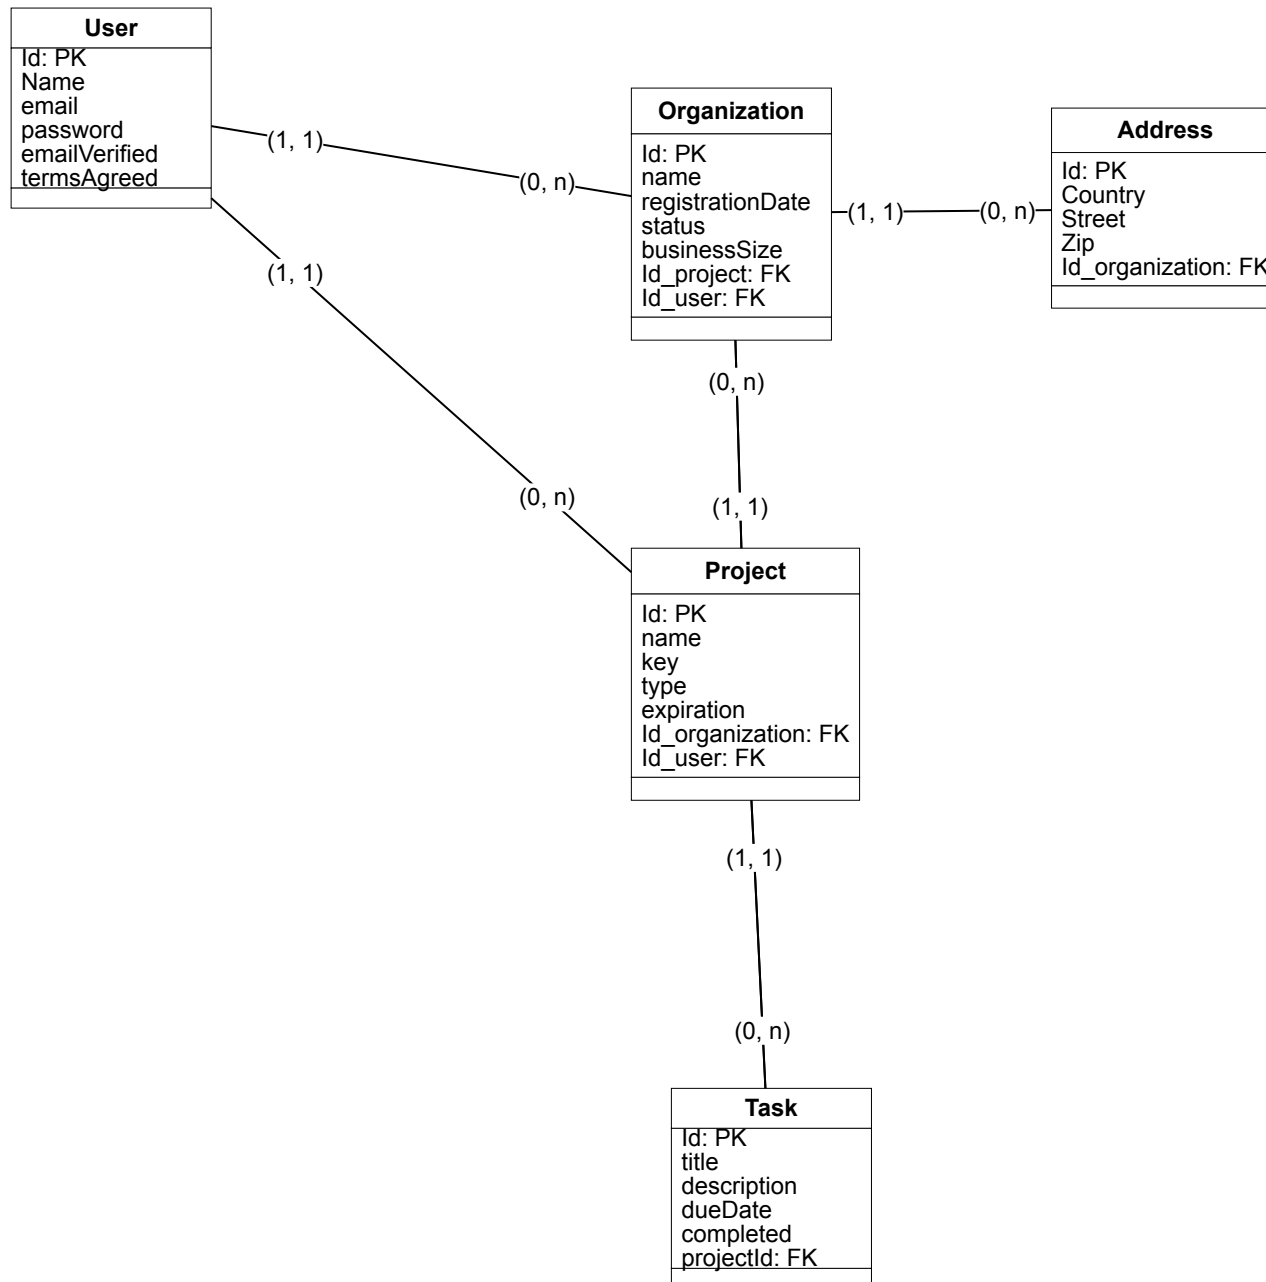 User
Id: PK
Name
email
password
emailVerified
termsAgreed
(1, 1)
(0, n)
Organization
Id: PK
name
registrationDate
status
businessSize
Id_project: FK
Id_user: FK
(1, 1)
(0, n)
Address
Id: PK
Country
Street
Zip
Id_organization: FK
(1, 1)
(0, n)
(0, n)
(1, 1)
Project
Id: PK
name
key
type
expiration
Id_organization: FK
Id_user: FK
(1, 1)
(0, n)
Task
Id: PK
title
description
dueDate
completed
projectId: FK